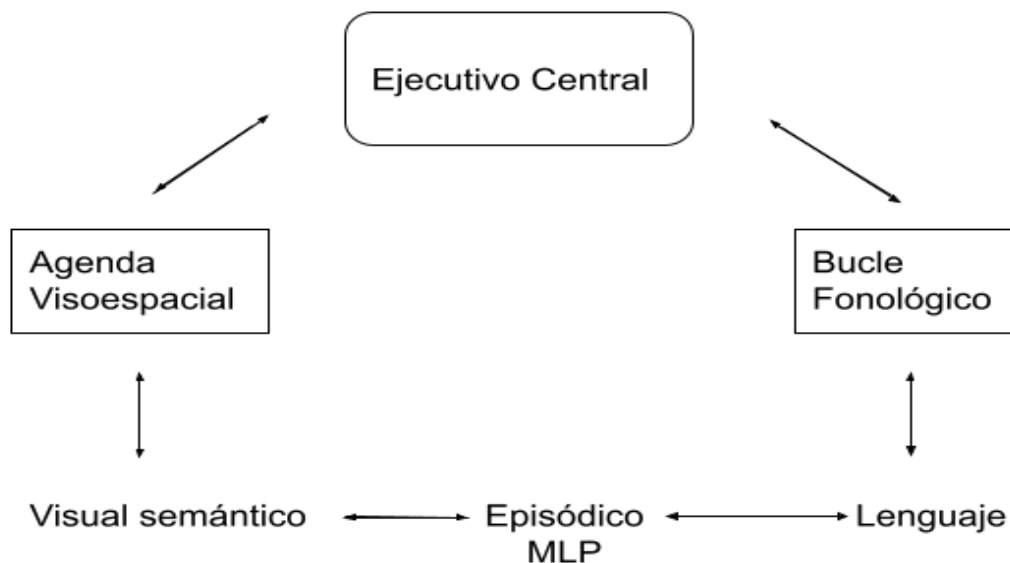 Ejecutivo Central
Agenda
Visoespacial
Bucle
Fonológico
Visual semántico
Episódico
MLP
Lenguaje